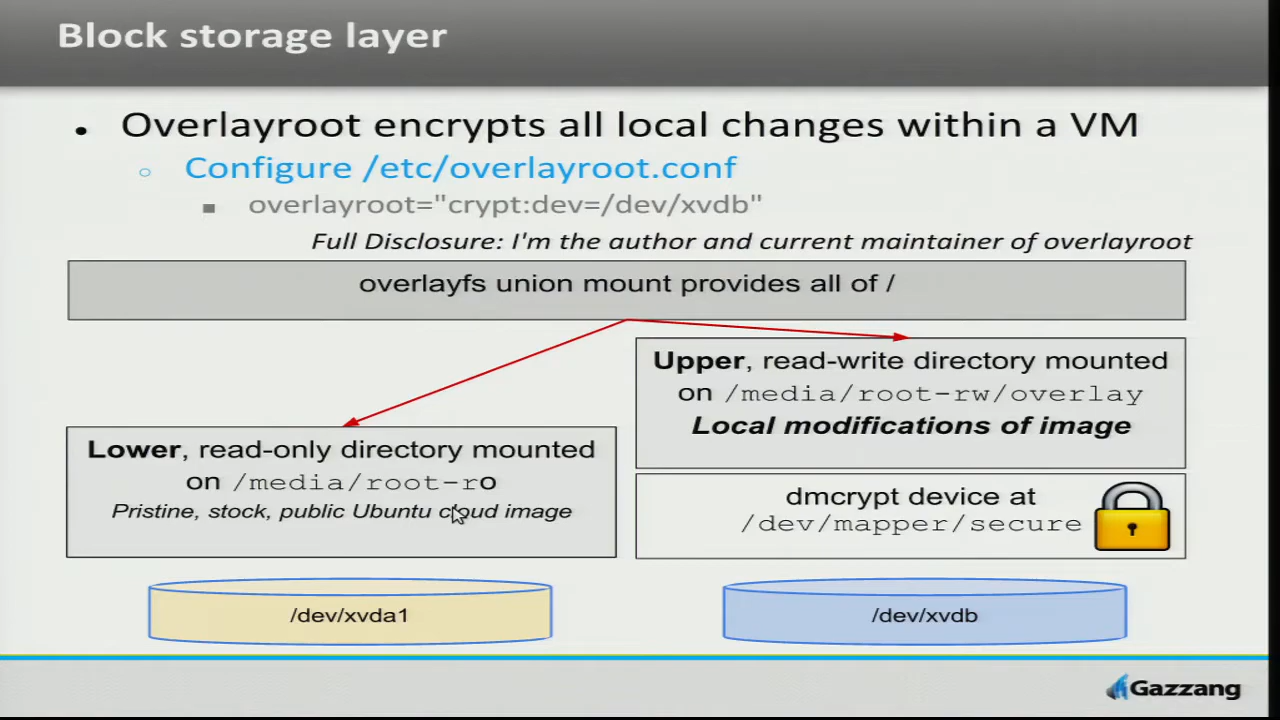 Block storage layer
Overlayroot encrypts all local changes within a VM
Configure /etc/overlayroot.conf
overlayroot="crypt:dev=/dev/xvdb"
Full Disclosure: I'm the author and current maintainer of overlayroot
overlayfs union mount provides all of /
Upper, read-write directory mounted
on /media/root-rw/overlay
Local modifications of image
Lower, read-only directory mounted
on /media/root-ro
Pristine, stock, public Ubuntu cloud image
dmcrypt device at
/dev/mapper/secure
/dev/xvda1
/dev/xvdb
Gazzang